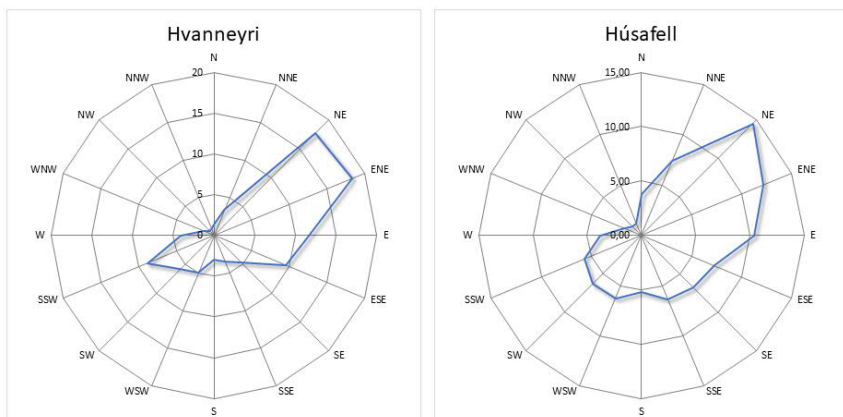 Hvanneyri
N
NNE
NE
ENE
E
ESE
SE
SSE
S
WSW
SW
SSW
W
WNW
NW
NNW
20
15
10
5
0
Húsafell
N
NNE
NE
ENE
E
ESE
SE
SSE
S
WSW
SW
SSW
W
WNW
NW
NNW
15,00
10,00
5,00
0,00